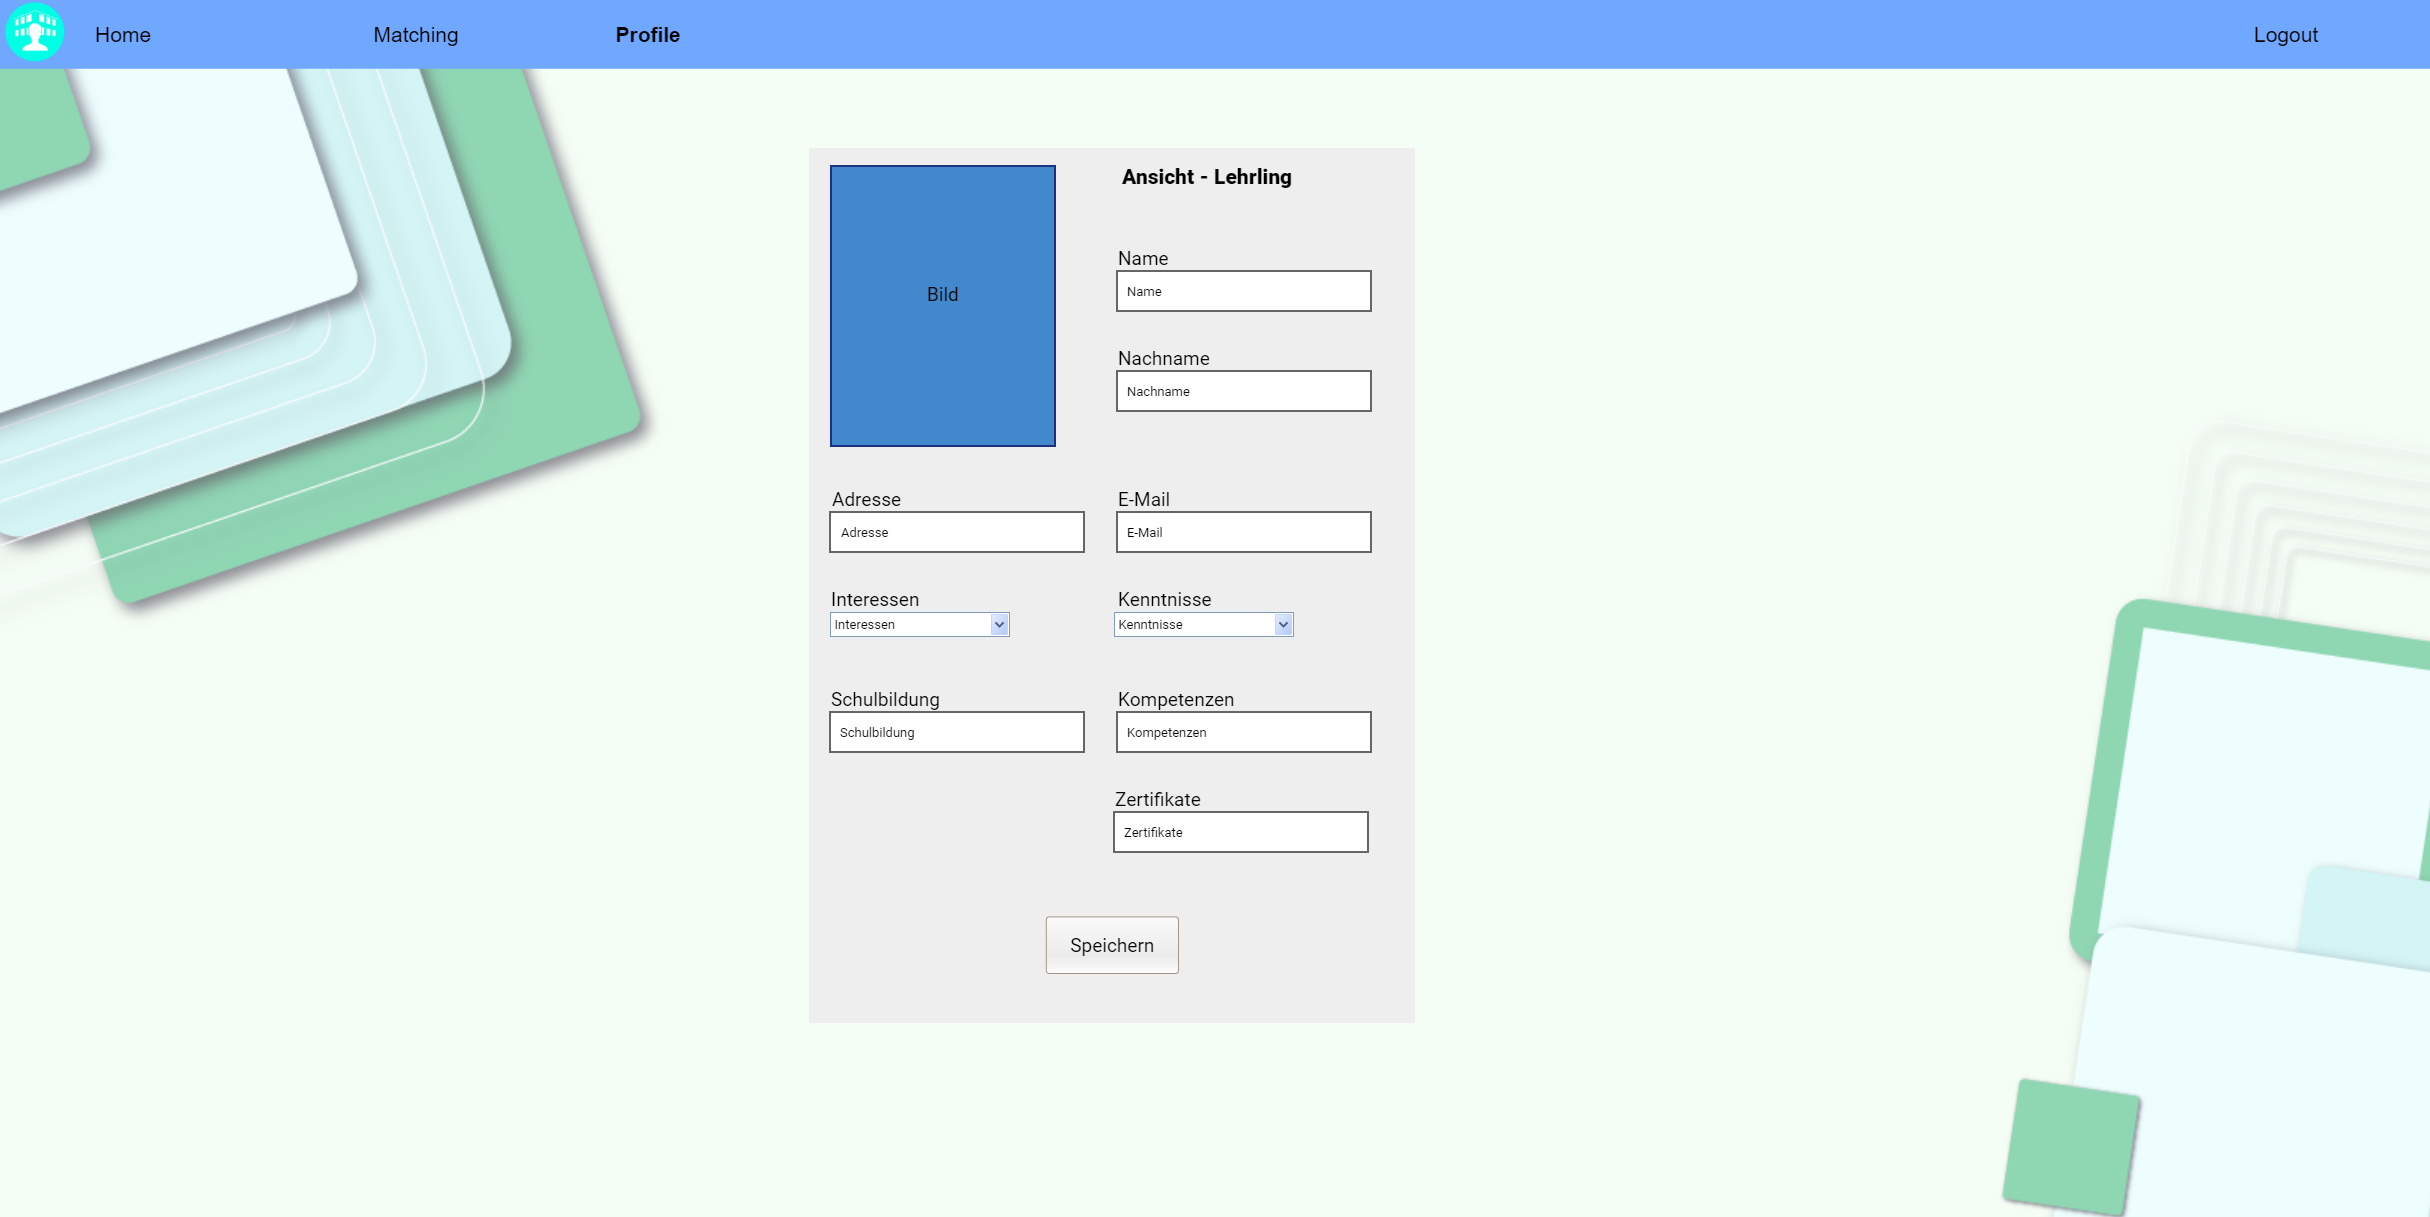 Home
Matching
Profile
Logout
Bild
Ansicht - Lehrling
Name
Name
Nachname
Nachname
Adresse
Adresse
E-Mail
E-Mail
Interessen
Interessen
Kenntnisse
Kenntnisse
Schulbildung
Schulbildung
Kompetenzen
Kompetenzen
Zertifikate
Zertifikate
Speichern